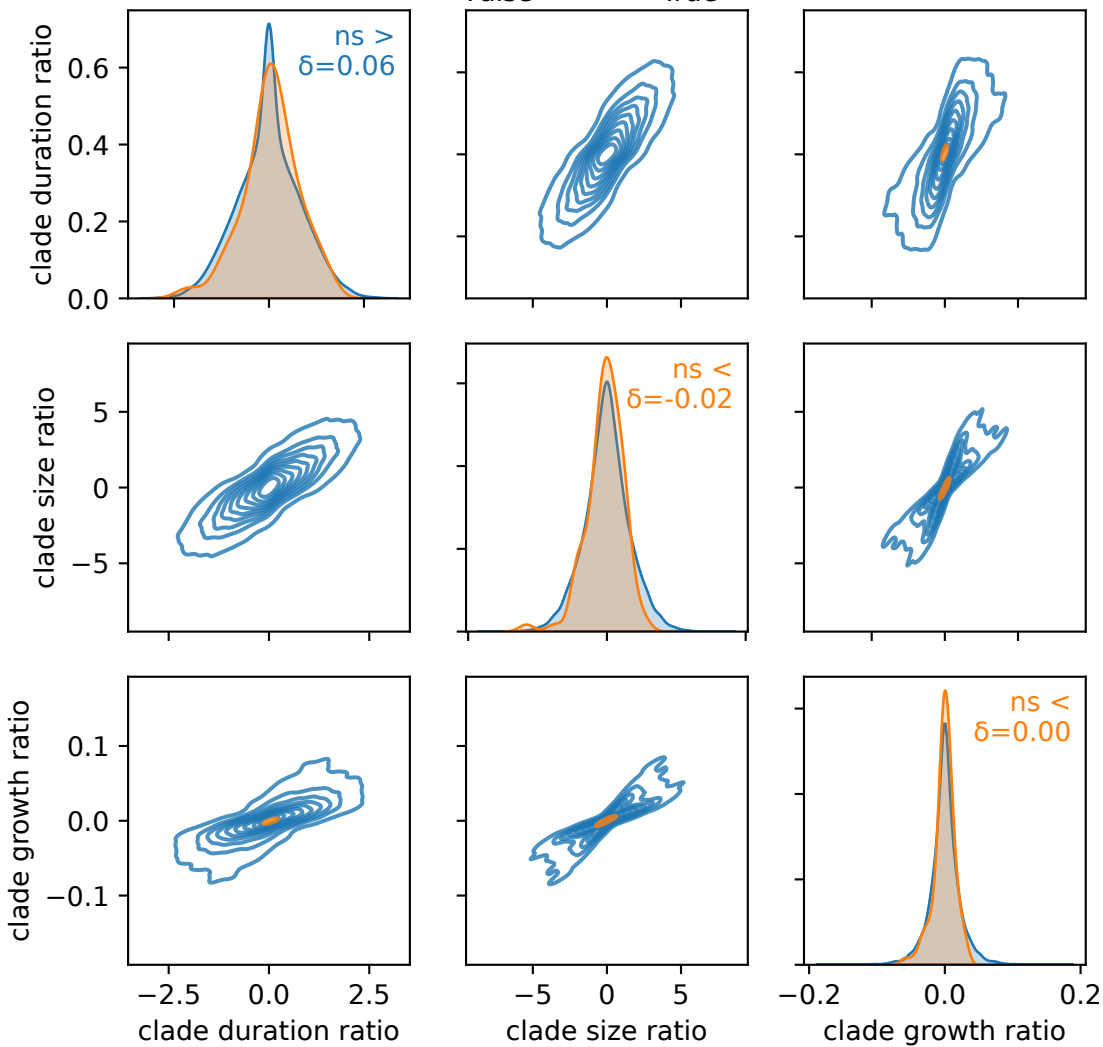 clade duration ratio
0.6
0.4
0.2
0.0
ns >
δ=0.06
clade size ratio
5
0
−5
ns <
δ=-0.02
clade growth ratio
0.1
0.0
−0.1
ns <
δ=0.00
−2.5 0.0 2.5
−5 0 5
−0.2 0.0 0.2
clade duration ratio
clade size ratio
clade growth ratio